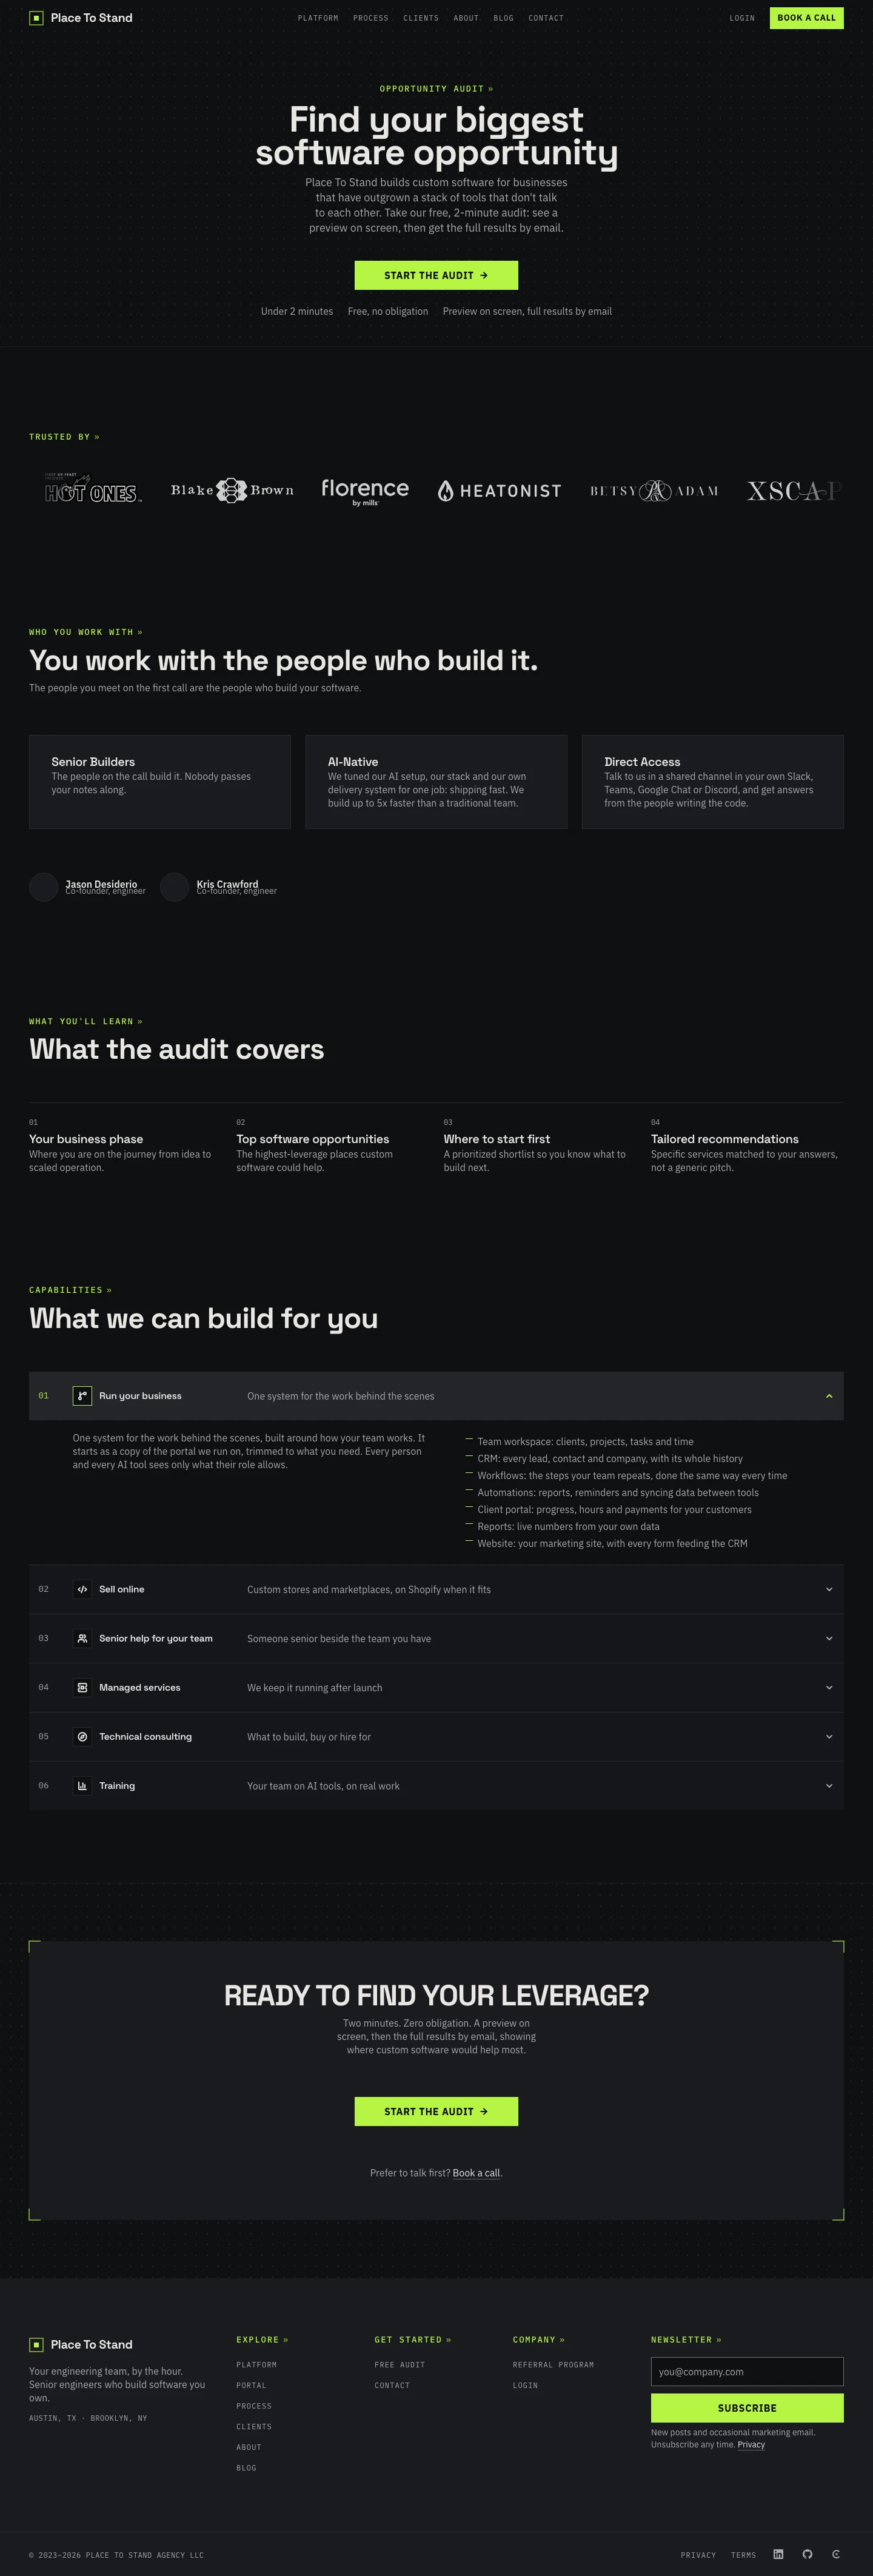 Place To Stand
PLATFORM PROCESS CLIENTS ABOUT BLOG CONTACT
LOGIN
BOOK A CALL
OPPORTUNITY AUDIT »
Find your biggest
software opportunity
Place To Stand builds custom software for businesses
that have outgrown a stack of tools that don't talk
to each other. Take our free, 2-minute audit: see a
preview on screen, then get the full results by email.
START THE AUDIT →
Under 2 minutes Free, no obligation Preview on screen, full results by email
TRUSTED BY »
HOT ONES
Blake Brown
florence
by mills
HEATONIST
BETSY ADAM
XSCAP
WHO YOU WORK WITH »
You work with the people who build it.
The people you meet on the first call are the people who build your software.
Senior Builders
The people on the call build it. Nobody passes
your notes along.
AI-Native
We tuned our AI setup, our stack and our own
delivery system for one job: shipping fast. We
build up to 5x faster than a traditional team.
Direct Access
Talk to us in a shared channel in your own Slack,
Teams, Google Chat or Discord, and get answers
from the people writing the code.
Jason Desiderio
Co-founder, engineer
Kris Crawford
Co-founder, engineer
WHAT YOU'LL LEARN »
What the audit covers
01
Your business phase
Where you are on the journey from idea to
scaled operation.
02
Top software opportunities
The highest-leverage places custom
software could help.
03
Where to start first
A prioritized shortlist so you know what to
build next.
04
Tailored recommendations
Specific services matched to your answers,
not a generic pitch.
CAPABILITIES »
What we can build for you
01 Run your business One system for the work behind the scenes
One system for the work behind the scenes, built around how your team works. It
starts as a copy of the portal we run on, trimmed to what you need. Every person
and every AI tool sees only what their role allows.
Team workspace: clients, projects, tasks and time
CRM: every lead, contact and company, with its whole history
Workflows: the steps your team repeats, done the same way every time
Automations: reports, reminders and syncing data between tools
Client portal: progress, hours and payments for your customers
Reports: live numbers from your own data
Website: your marketing site, with every form feeding the CRM
02 Sell online Custom stores and marketplaces, on Shopify when it fits
03 Senior help for your team Someone senior beside the team you have
04 Managed services We keep it running after launch
05 Technical consulting What to build, buy or hire for
06 Training Your team on AI tools, on real work
READY TO FIND YOUR LEVERAGE?
Two minutes. Zero obligation. A preview on
screen, then the full results by email, showing
where custom software would help most.
START THE AUDIT →
Prefer to talk first? Book a call.
Place To Stand
Your engineering team, by the hour.
Senior engineers who build software you
own.
AUSTIN, TX · BROOKLYN, NY
EXPLORE »
PLATFORM
PORTAL
PROCESS
CLIENTS
ABOUT
BLOG
GET STARTED »
FREE AUDIT
CONTACT
COMPANY »
REFERRAL PROGRAM
LOGIN
NEWSLETTER »
you@company.com
SUBSCRIBE
New posts and occasional marketing email.
Unsubscribe any time. Privacy
© 2023–2026 PLACE TO STAND AGENCY LLC
PRIVACY TERMS